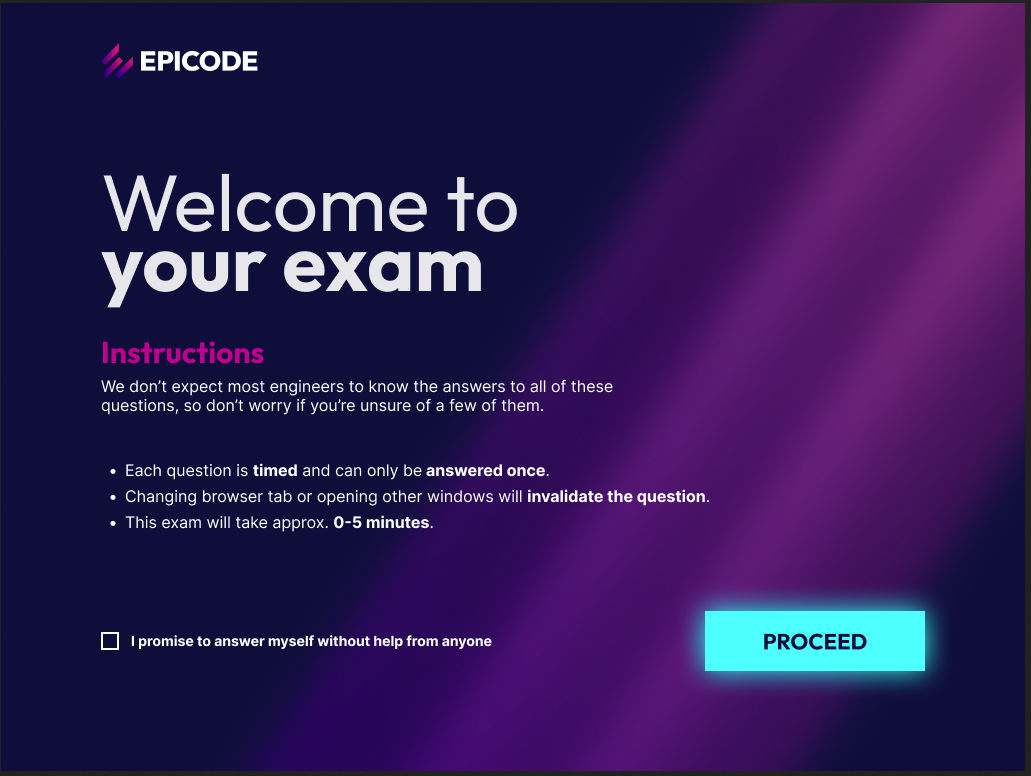 EPICODE
Welcome to
your exam
Instructions
We don’t expect most engineers to know the answers to all of these
questions, so don’t worry if you’re unsure of a few of them.
• Each question is timed and can only be answered once.
• Changing browser tab or opening other windows will invalidate the question.
• This exam will take approx. 0-5 minutes.
I promise to answer myself without help from anyone
PROCEED